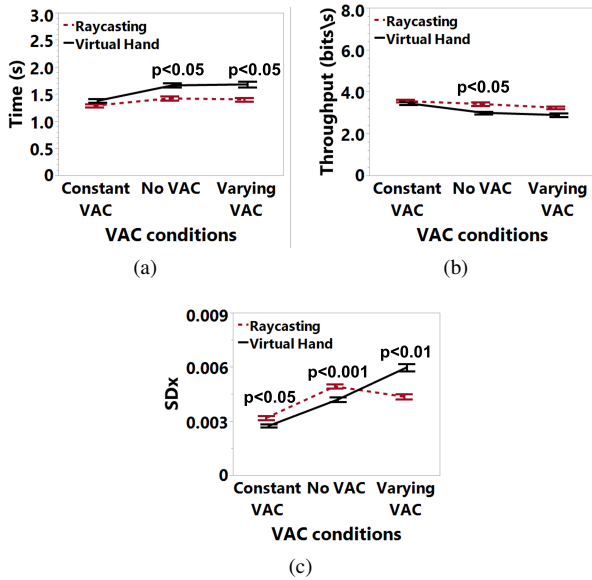 3.0
2.5
2.0
1.5
1.0
0.5
0
Time (s)
Raycasting
Virtual Hand
p<0.05 p<0.05
Constant VAC
No VAC
Varying VAC
VAC conditions
(a)
8.0
6.0
4.0
2.0
0
Throughput (bits\s)
Raycasting
Virtual Hand
p<0.05
Constant VAC
No VAC
Varying VAC
VAC conditions
(b)
0.009
0.006
0.003
0
SDx
Raycasting
Virtual Hand
p<0.05
p<0.001
p<0.01
Constant VAC
No VAC
Varying VAC
VAC conditions
(c)